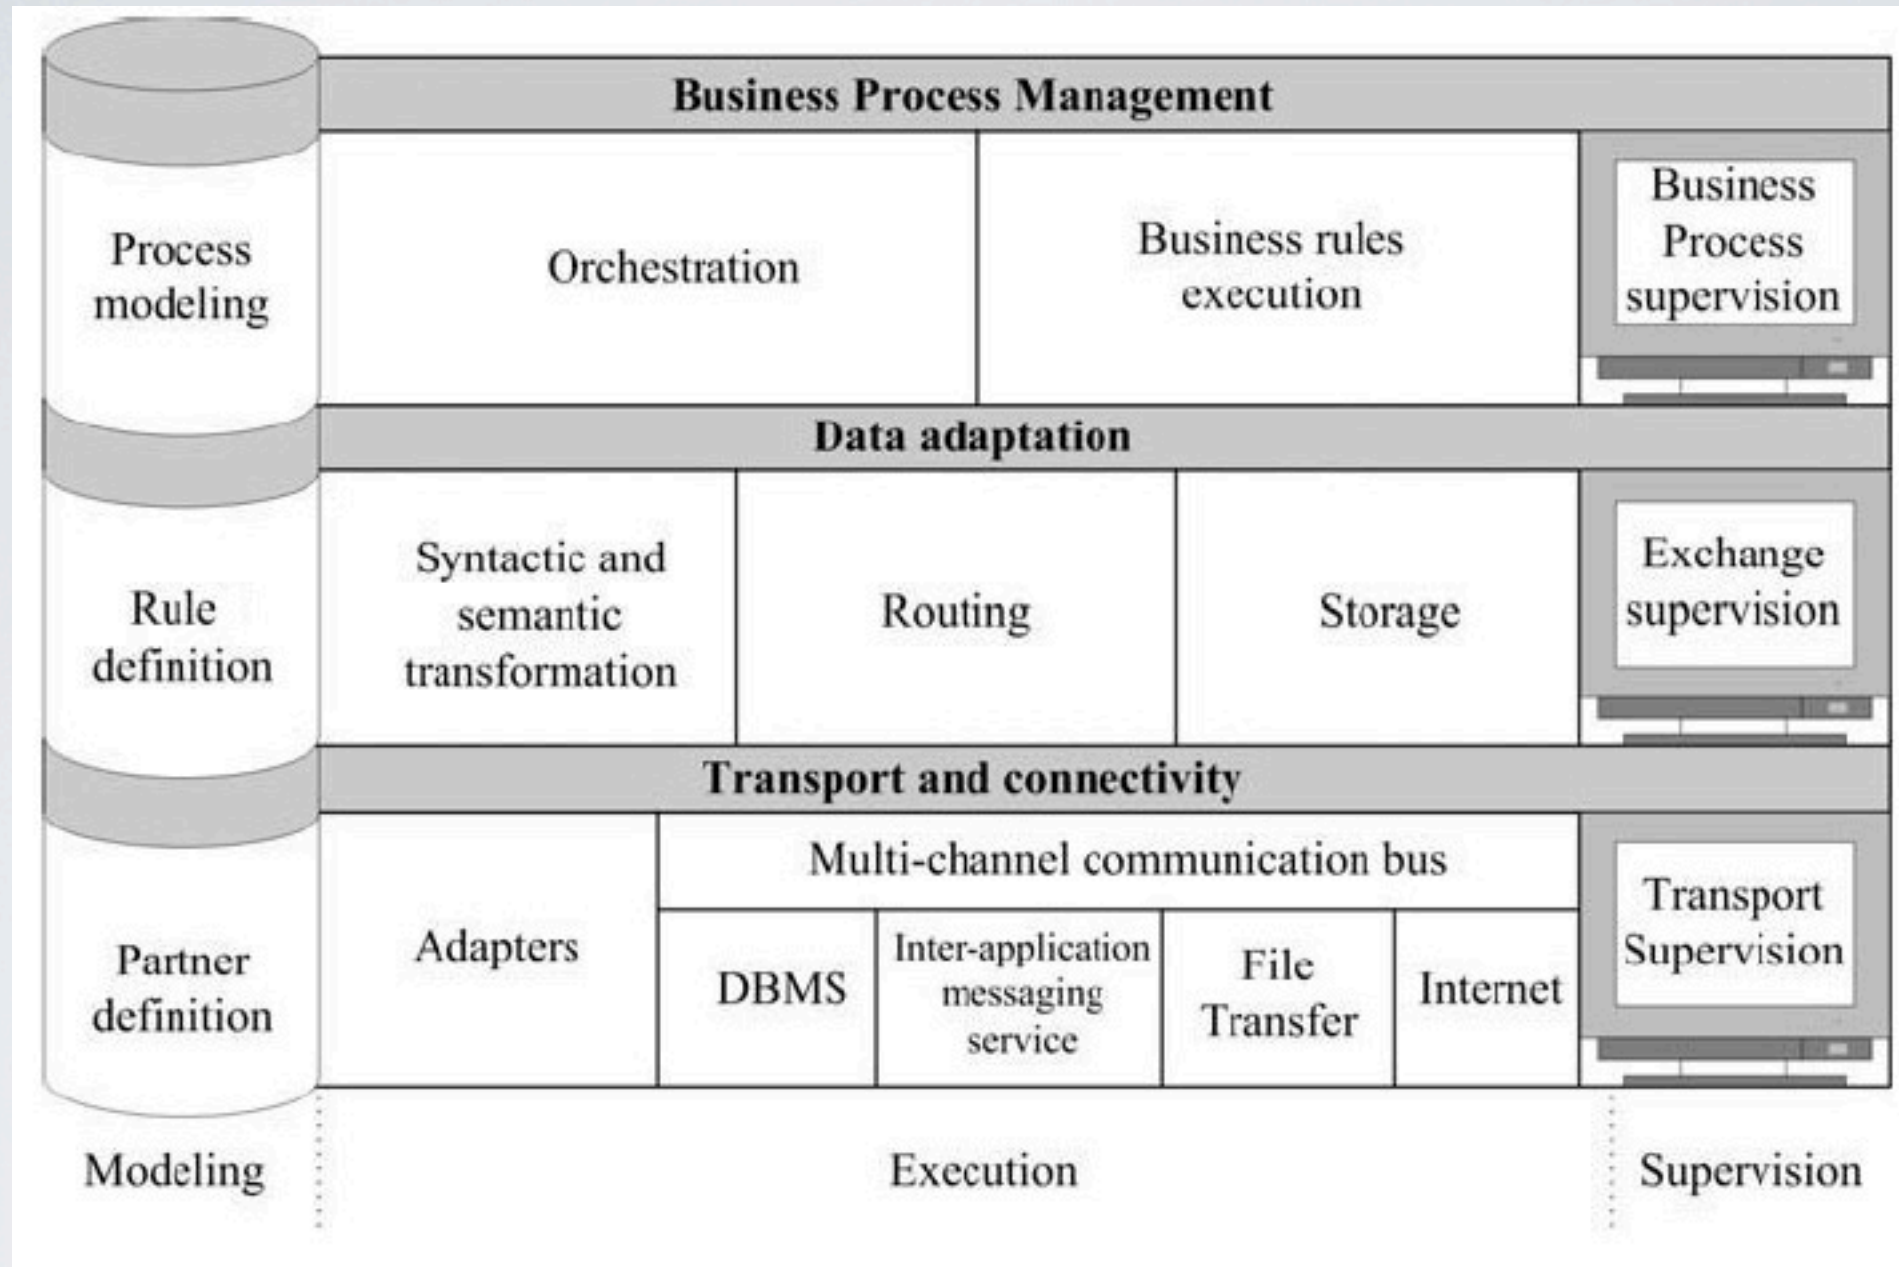 Business Process Management
Process
modeling
Orchestration
Business rules
execution
Business
Process
supervision
Data adaptation
Rule
definition
Syntactic and
semantic
transformation
Routing
Storage
Exchange
supervision
Transport and connectivity
Partner
definition
Adapters
Multi-channel communication bus
DBMS
Inter-application
messaging
service
File
Transfer
Internet
Transport
Supervision
Modeling
Execution
Supervision